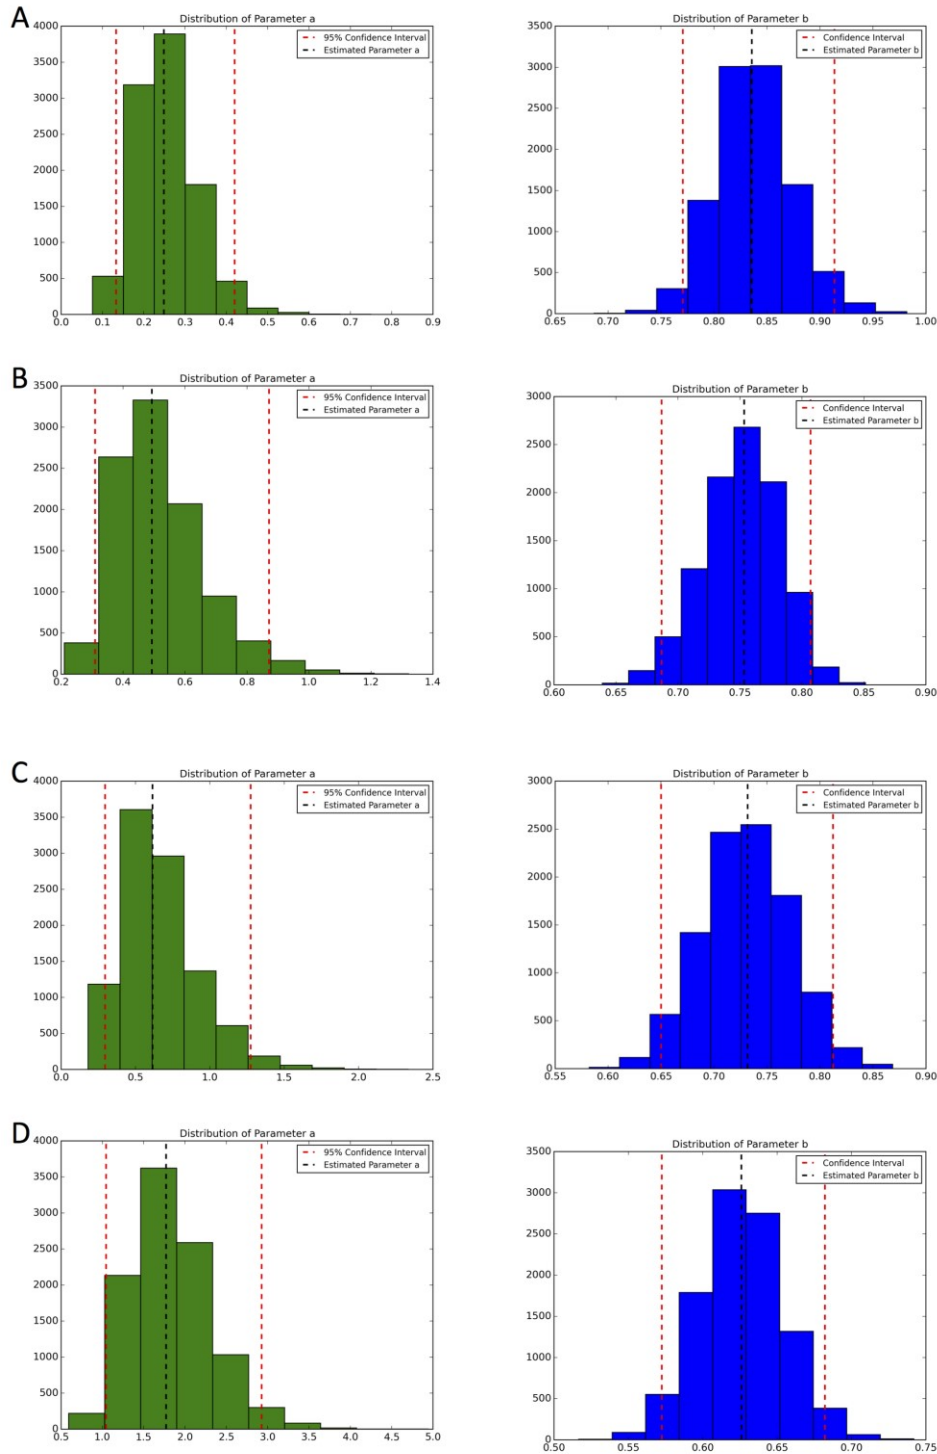 A
Distribution of Parameter a
4000
3500
3000
2500
2000
1500
1000
500
0
0.0 0.1 0.2 0.3 0.4 0.5 0.6 0.7 0.8 0.9
95% Confidence Interval
Estimated Parameter a
Distribution of Parameter b
3500
3000
2500
2000
1500
1000
500
0
0.65 0.70 0.75 0.80 0.85 0.90 0.95 1.00
Confidence Interval
Estimated Parameter b
B
Distribution of Parameter a
3500
3000
2500
2000
1500
1000
500
0
0.2 0.4 0.6 0.8 1.0 1.2 1.4
95% Confidence Interval
Estimated Parameter a
Distribution of Parameter b
3000
2500
2000
1500
1000
500
0
0.60 0.65 0.70 0.75 0.80 0.85 0.90
Confidence Interval
Estimated Parameter b
C
Distribution of Parameter a
4000
3500
3000
2500
2000
1500
1000
500
0
0.0 0.5 1.0 1.5 2.0 2.5
95% Confidence Interval
Estimated Parameter a
Distribution of Parameter b
3000
2500
2000
1500
1000
500
0
0.55 0.60 0.65 0.70 0.75 0.80 0.85 0.90
Confidence Interval
Estimated Parameter b
D
Distribution of Parameter a
4000
3500
3000
2500
2000
1500
1000
500
0
0.5 1.0 1.5 2.0 2.5 3.0 3.5 4.0 4.5 5.0
95% Confidence Interval
Estimated Parameter a
Distribution of Parameter b
3500
3000
2500
2000
1500
1000
500
0
0.50 0.55 0.60 0.65 0.70 0.75
Confidence Interval
Estimated Parameter b